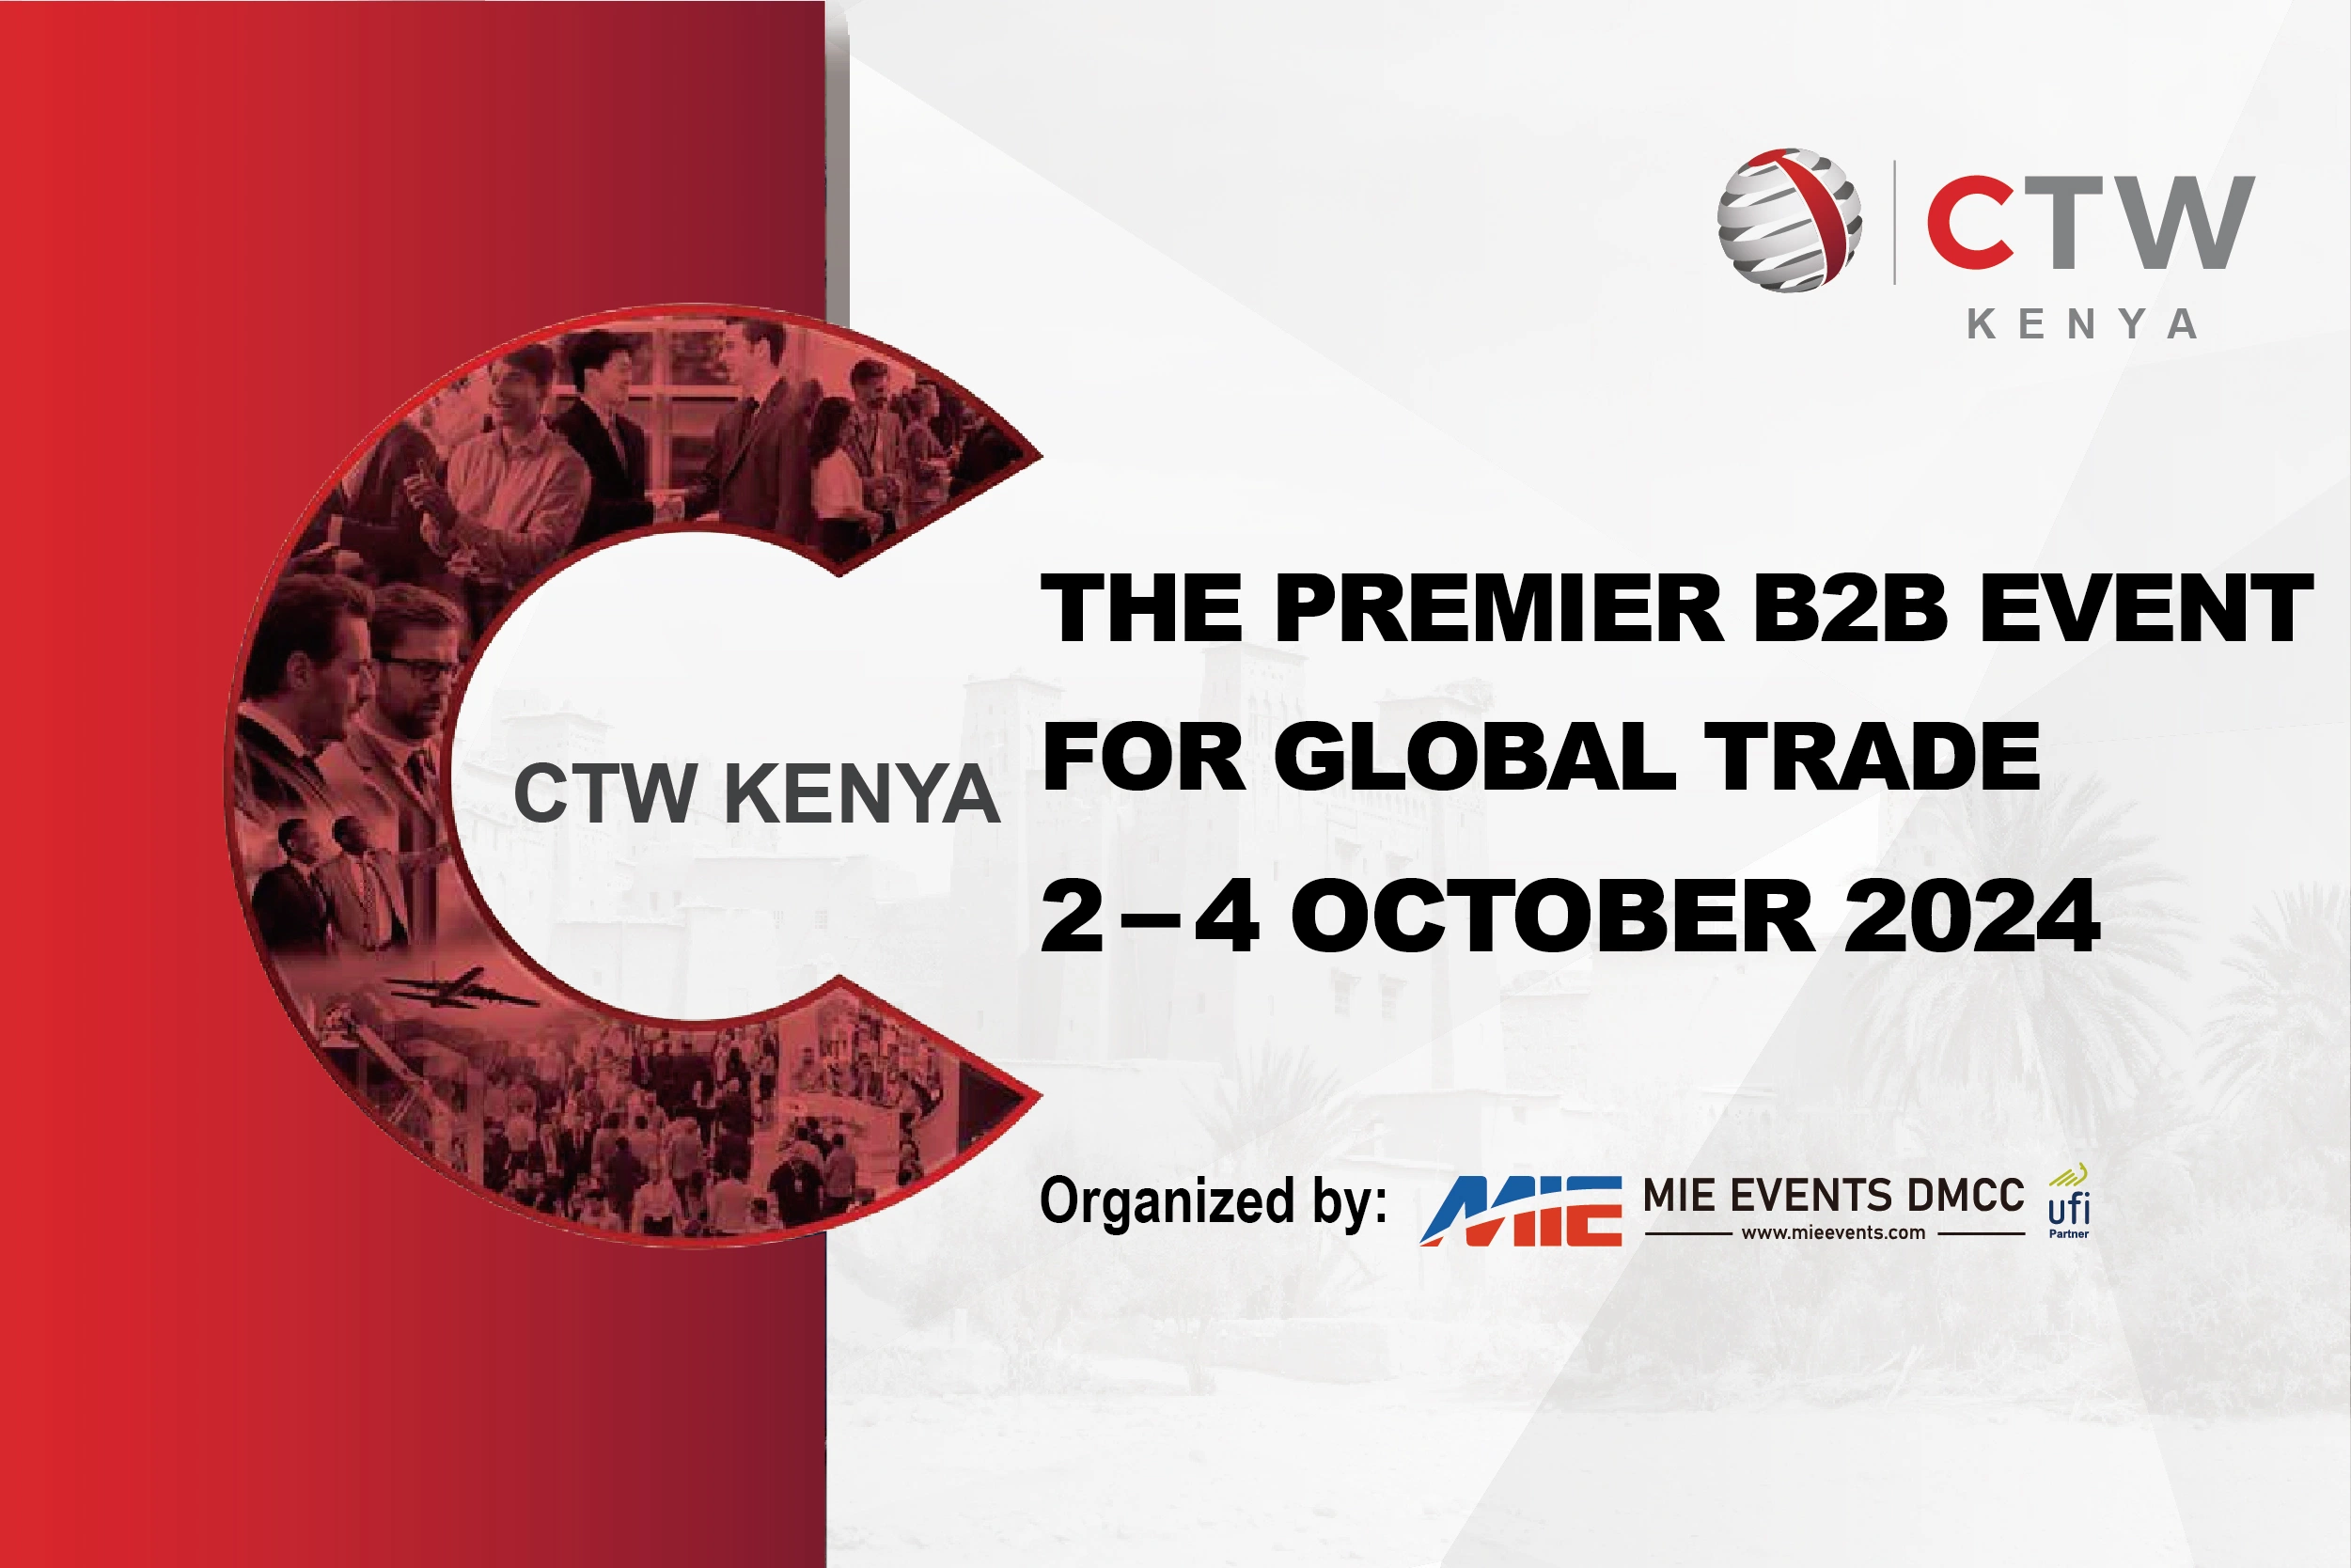 CTW
KENYA
THE PREMIER B2B EVENT
FOR GLOBAL TRADE
CTW KENYA
2–4 OCTOBER 2024
Organized by: MIE MIE EVENTS DMCC ufi
www.mieevents.com Partner